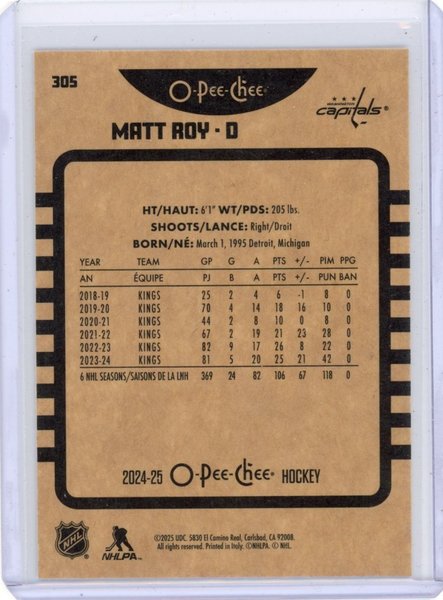 305
O-Pee-Chee®
WASHINGTON
capitals®
MATT ROY · D
HT/HAUT: 6'1" WT/PDS: 205 lbs.
SHOOTS/LANCE: Right/Droit
BORN/NÉ: March 1, 1995 Detroit, Michigan
YEAR TEAM GP G A PTS +/- PIM PPG
AN ÉQUIPE PJ B A PTS +/- PUN BAN
2018-19 KINGS 25 2 4 6 -1 8 0
2019-20 KINGS 70 4 14 18 16 10 0
2020-21 KINGS 44 2 8 10 0 8 0
2021-22 KINGS 67 2 19 21 23 28 0
2022-23 KINGS 82 9 17 26 8 22 0
2023-24 KINGS 81 5 20 25 21 42 0
6 NHL SEASONS/SAISONS DE LA LNH 369 24 82 106 67 118 0
2024-25 O-Pee-Chee® HOCKEY
NHL
NHLPA™
©2025 UDC. 5830 El Camino Real, Carlsbad, CA 92008.
All rights reserved. Printed in Italy. ©NHLPA. © NHL.